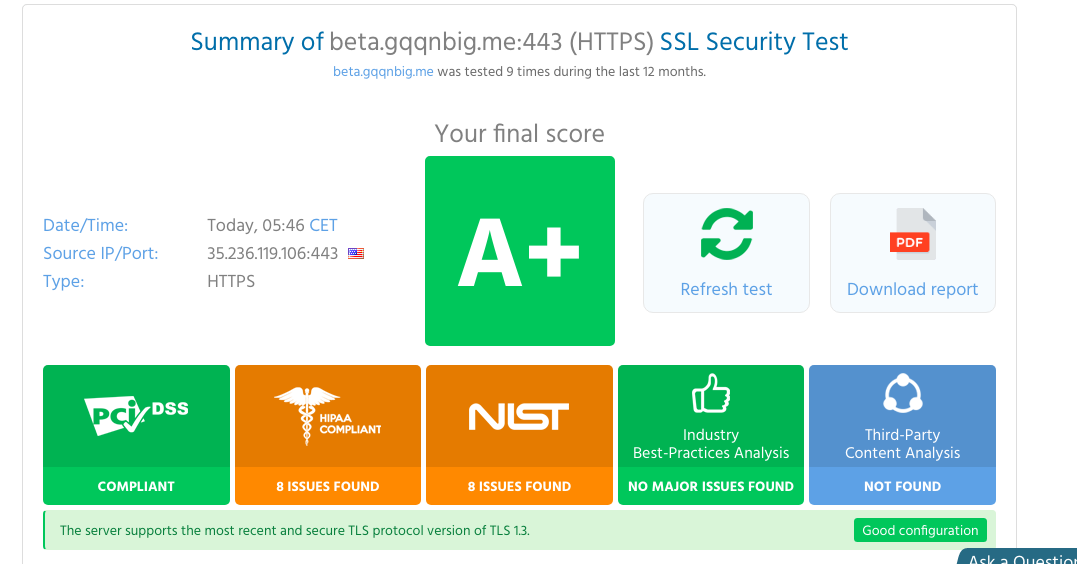 Summary of beta.gqqnbig.me:443 (HTTPS) SSL Security Test
beta.gqqnbig.me was tested 9 times during the last 12 months.
Your final score
A+
Date/Time: Today, 05:46 CET
Source IP/Port: 35.236.119.106:443
Type: HTTPS
Refresh test
PDF
Download report
PCI DSS
COMPLIANT
HIPAA
COMPLIANT
8 ISSUES FOUND
NIST
8 ISSUES FOUND
Industry
Best-Practices Analysis
NO MAJOR ISSUES FOUND
Third-Party
Content Analysis
NOT FOUND
The server supports the most recent and secure TLS protocol version of TLS 1.3.
Good configuration
Ask a Question